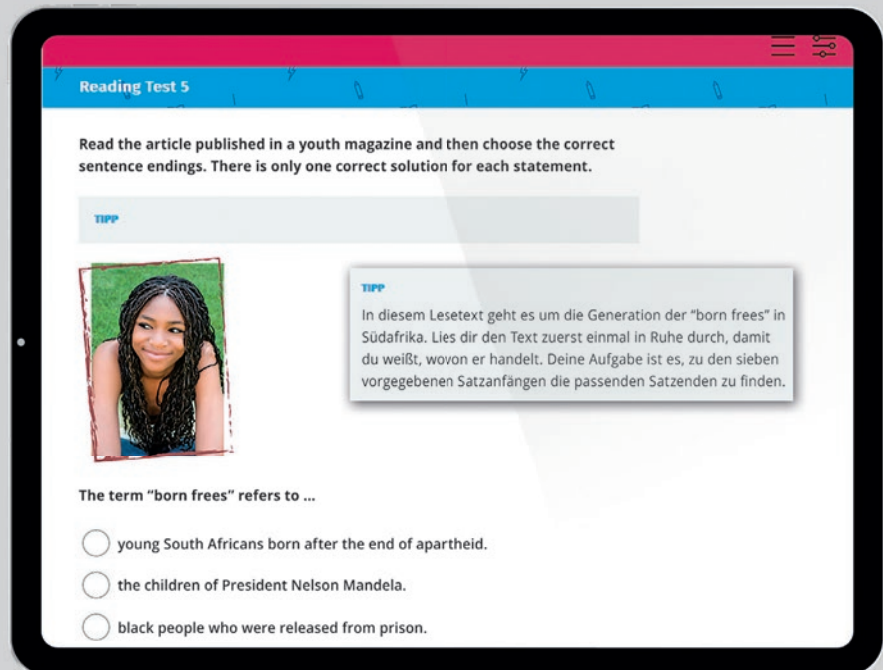 Reading Test 5
Read the article published in a youth magazine and then choose the correct
sentence endings. There is only one correct solution for each statement.
TIPP
TIPP
In diesem Lesetext geht es um die Generation der “born frees” in
Südafrika. Lies dir den Text zuerst einmal in Ruhe durch, damit
du weißt, wovon er handelt. Deine Aufgabe ist es, zu den sieben
vorgegebenen Satzanfängen die passenden Satzenden zu finden.
The term “born frees” refers to ...
young South Africans born after the end of apartheid.
the children of President Nelson Mandela.
black people who were released from prison.